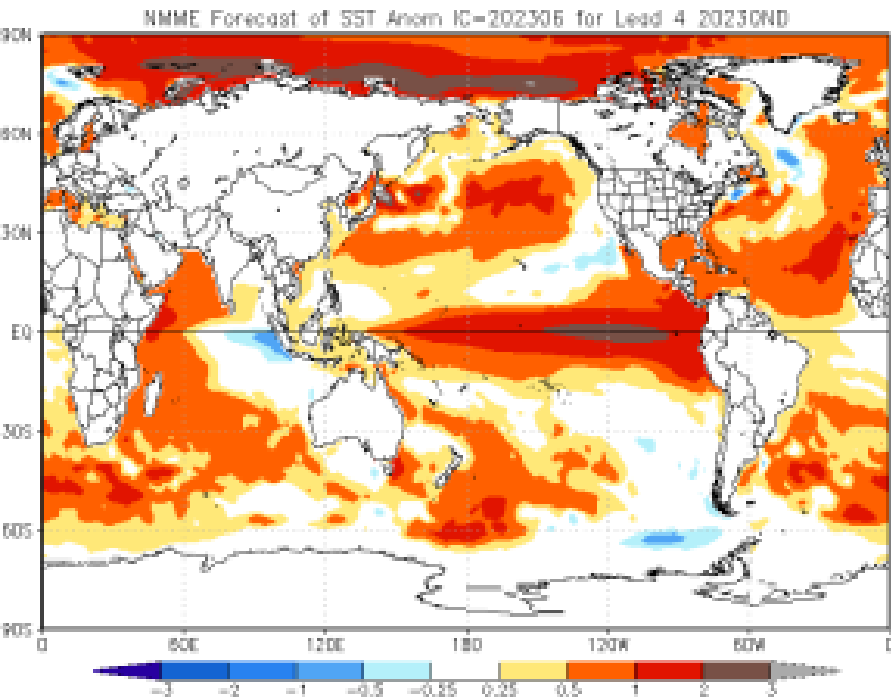 NMME Forecast of SST Anom IC=202306 for Lead 4 2023OND
90N
60N
30N
EQ
30S
60S
90S
0 60E 120E 180 120W 60W 0
-3 -2 -1 -0.5 -0.25 0.25 0.5 1 2 3